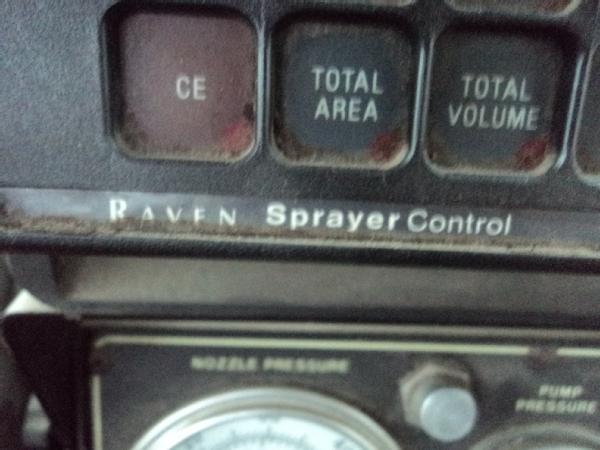 CE
TOTAL
AREA
TOTAL
VOLUME
RAVEN Sprayer Control
NOZZLE PRESSURE
PUMP
PRESSURE